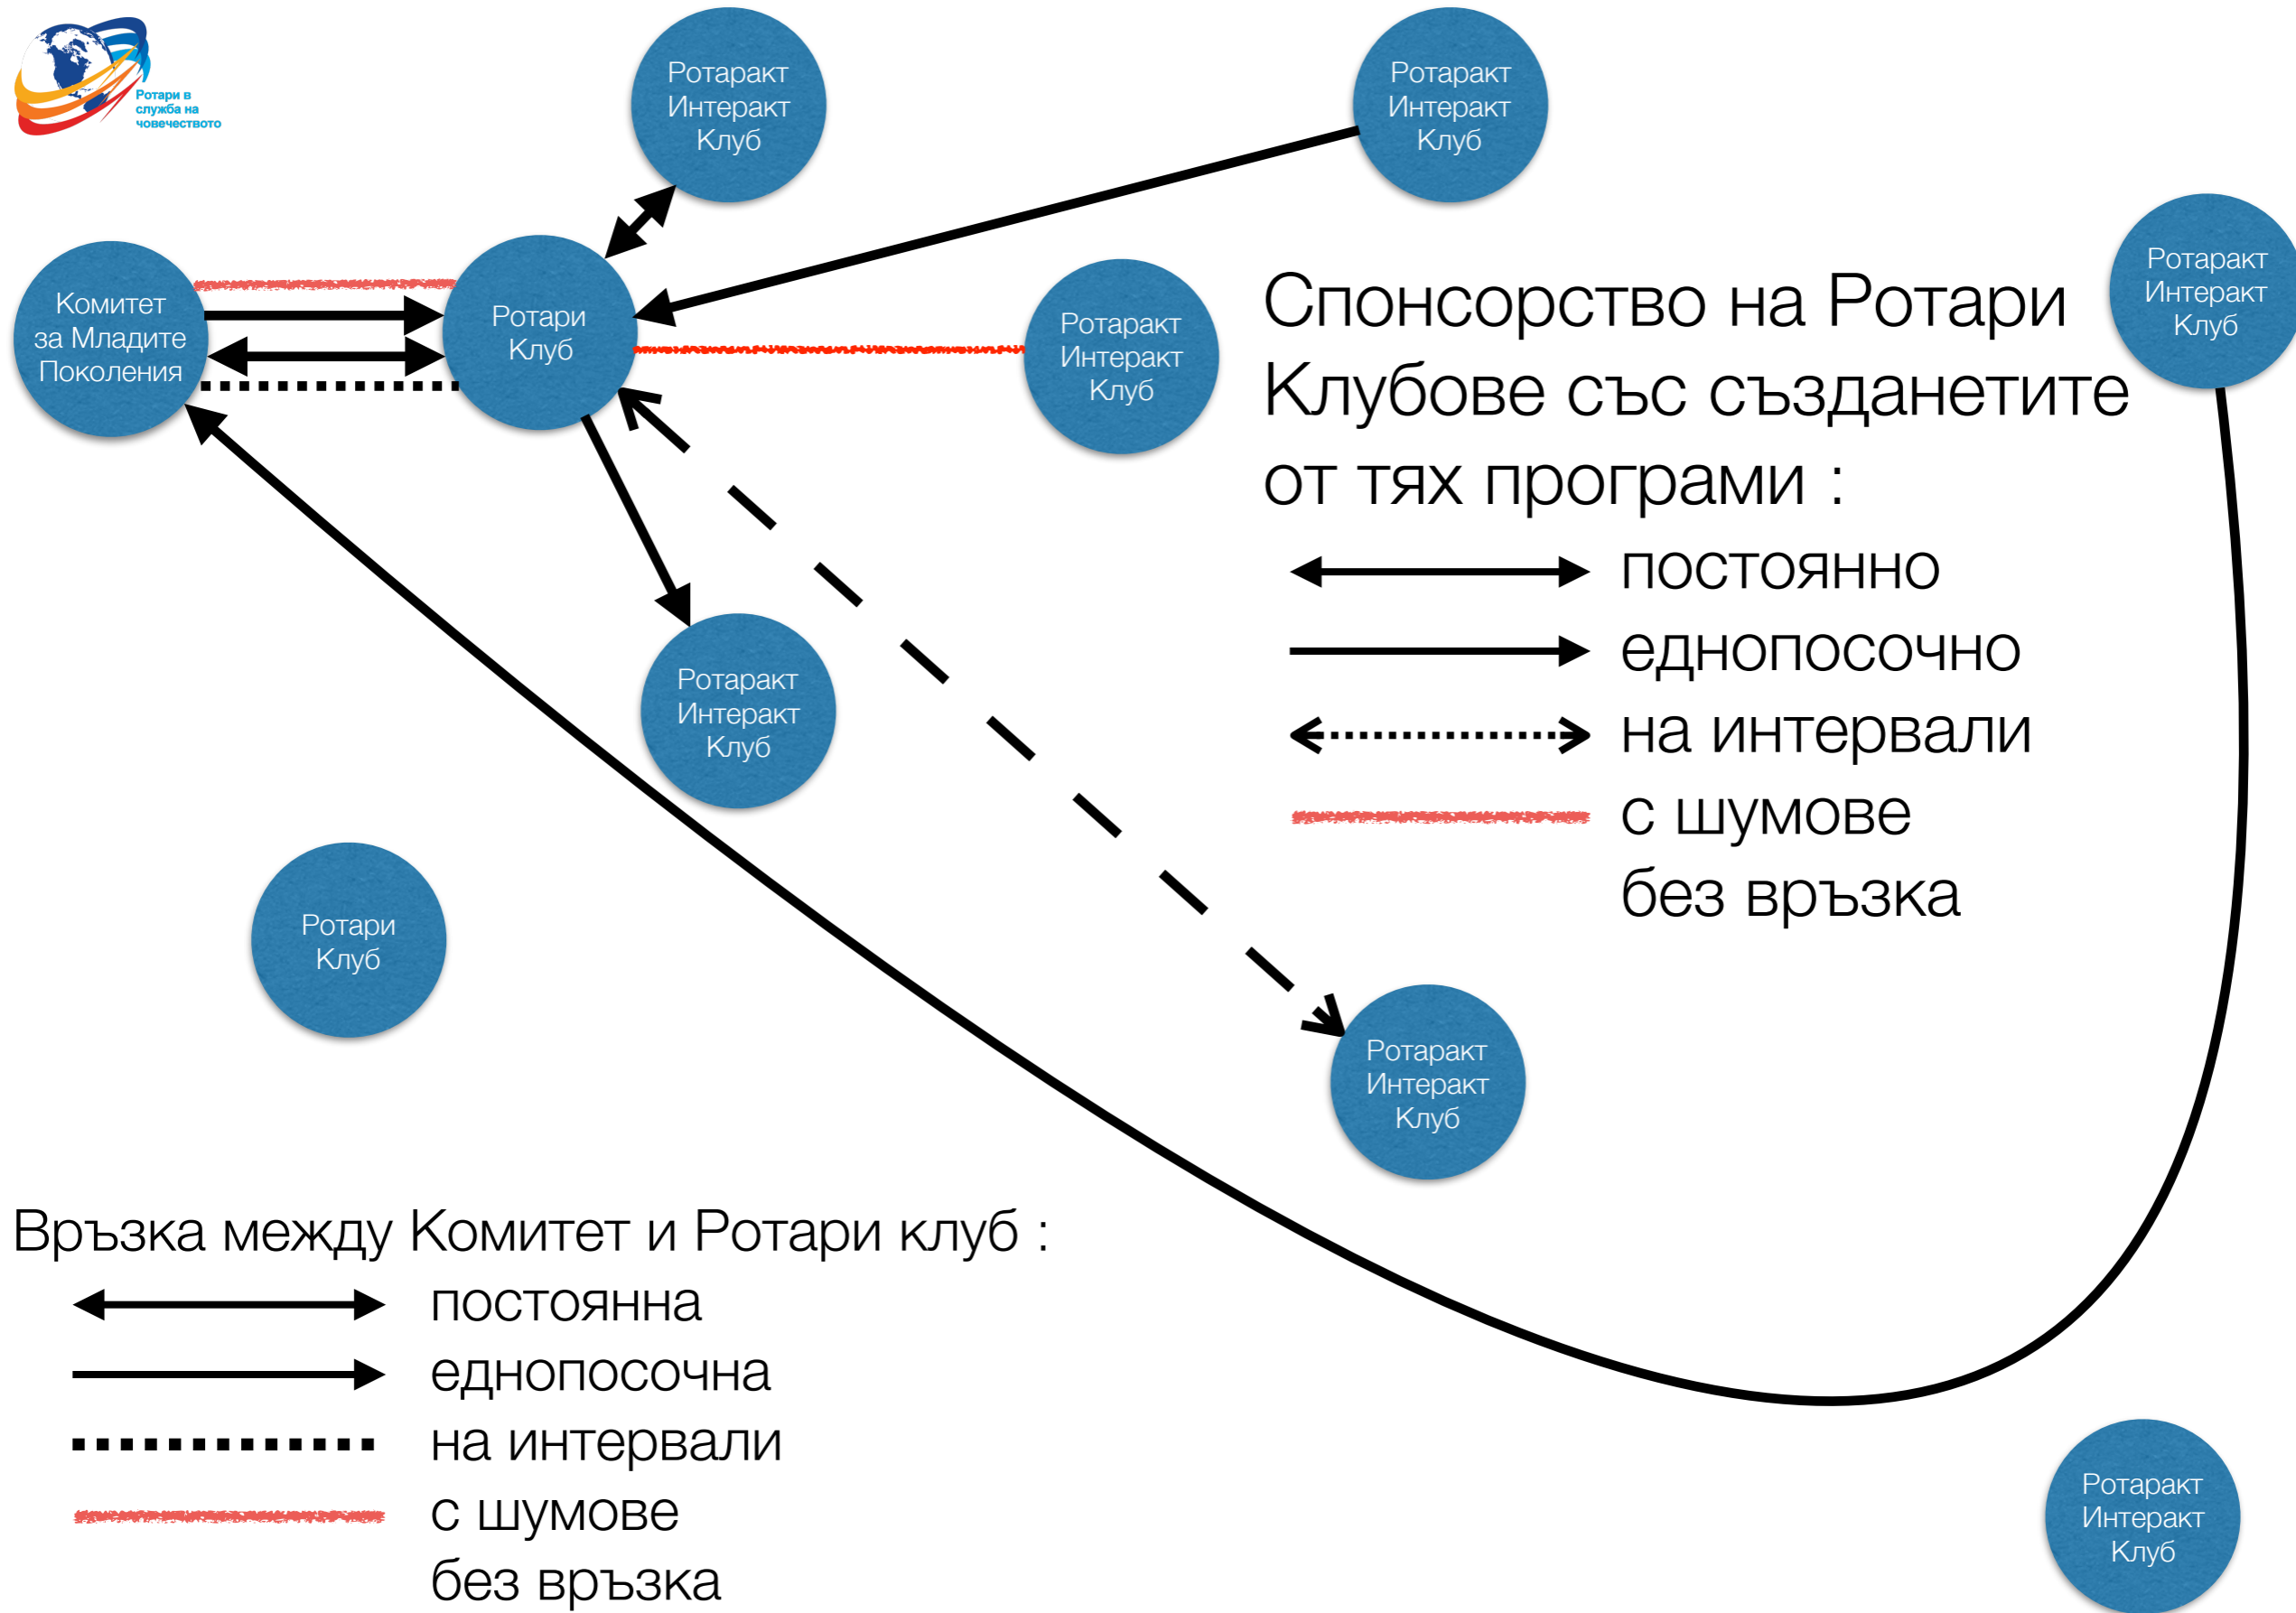 Ротари в
служба на
човечеството
Ротаракт
Интеракт
Клуб
Ротаракт
Интеракт
Клуб
Ротаракт
Интеракт
Клуб
Комитет
за Младите
Поколения
Ротари
Клуб
Ротаракт
Интеракт
Клуб
Спонсорство на Ротари
Клубове със създанетите
от тях програми :
постоянно
еднопосочно
на интервали
с шумове
без връзка
Ротаракт
Интеракт
Клуб
Ротари
Клуб
Ротаракт
Интеракт
Клуб
Връзка между Комитет и Ротари клуб :
постоянна
еднопосочна
на интервали
с шумове
без връзка
Ротаракт
Интеракт
Клуб